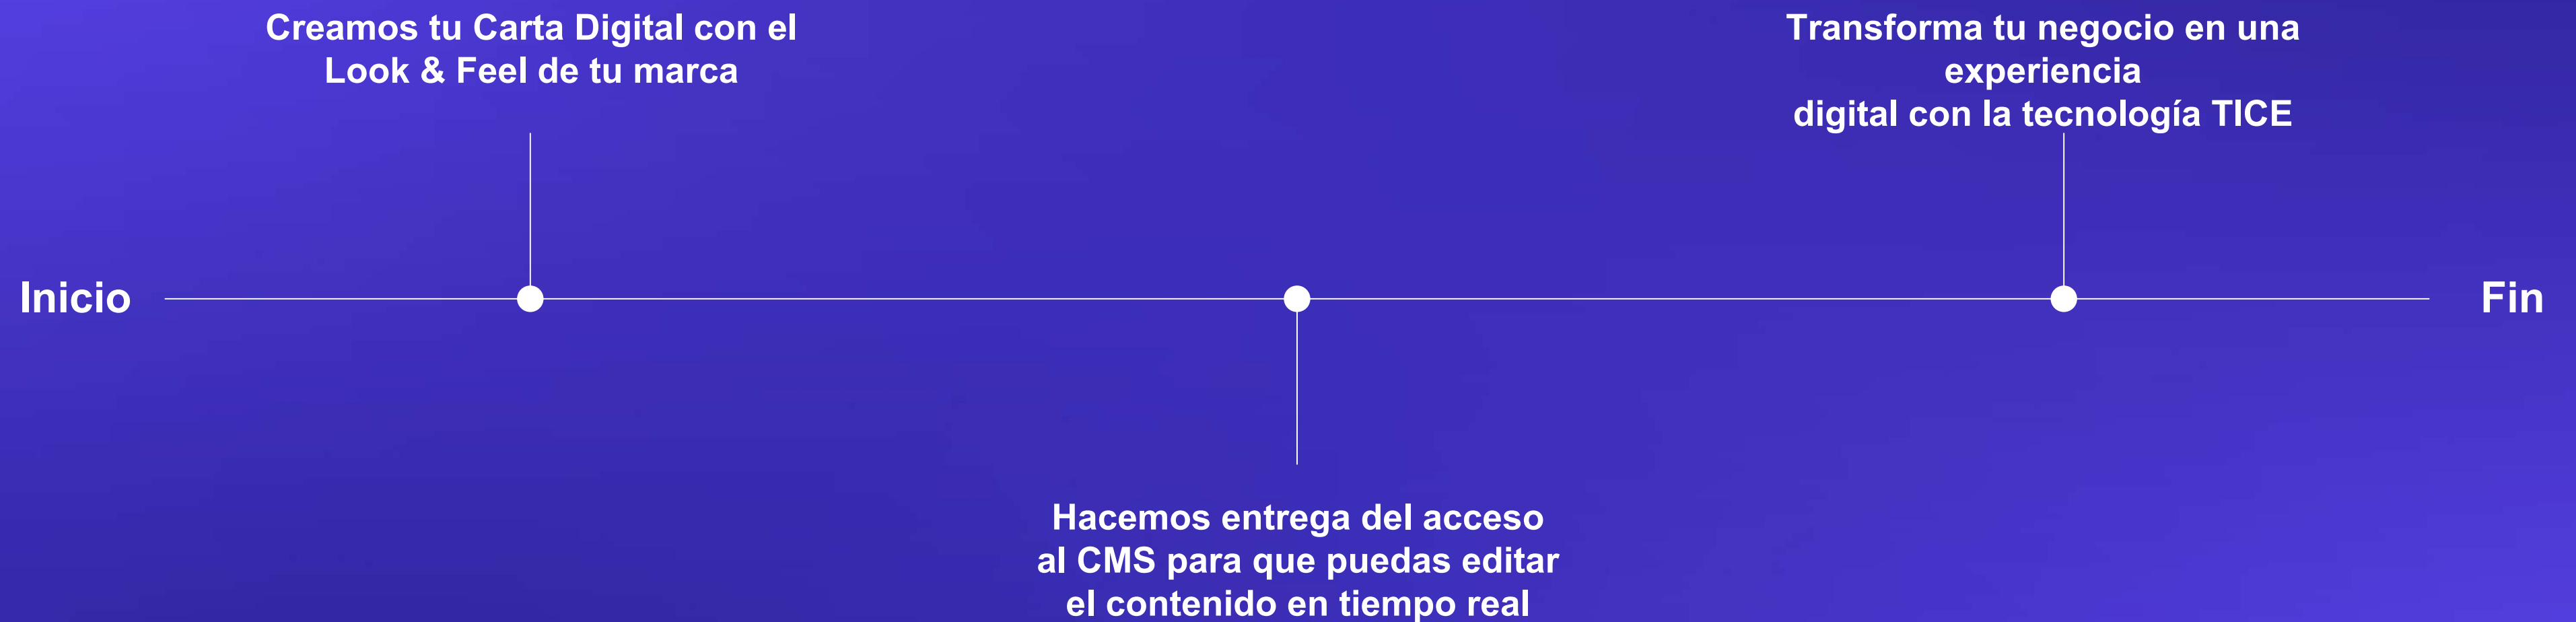 Creamos tu Carta Digital con el
Look & Feel de tu marca
Transforma tu negocio en una
experiencia
digital con la tecnología TICE
Inicio
Fin
Hacemos entrega del acceso
al CMS para que puedas editar
el contenido en tiempo real